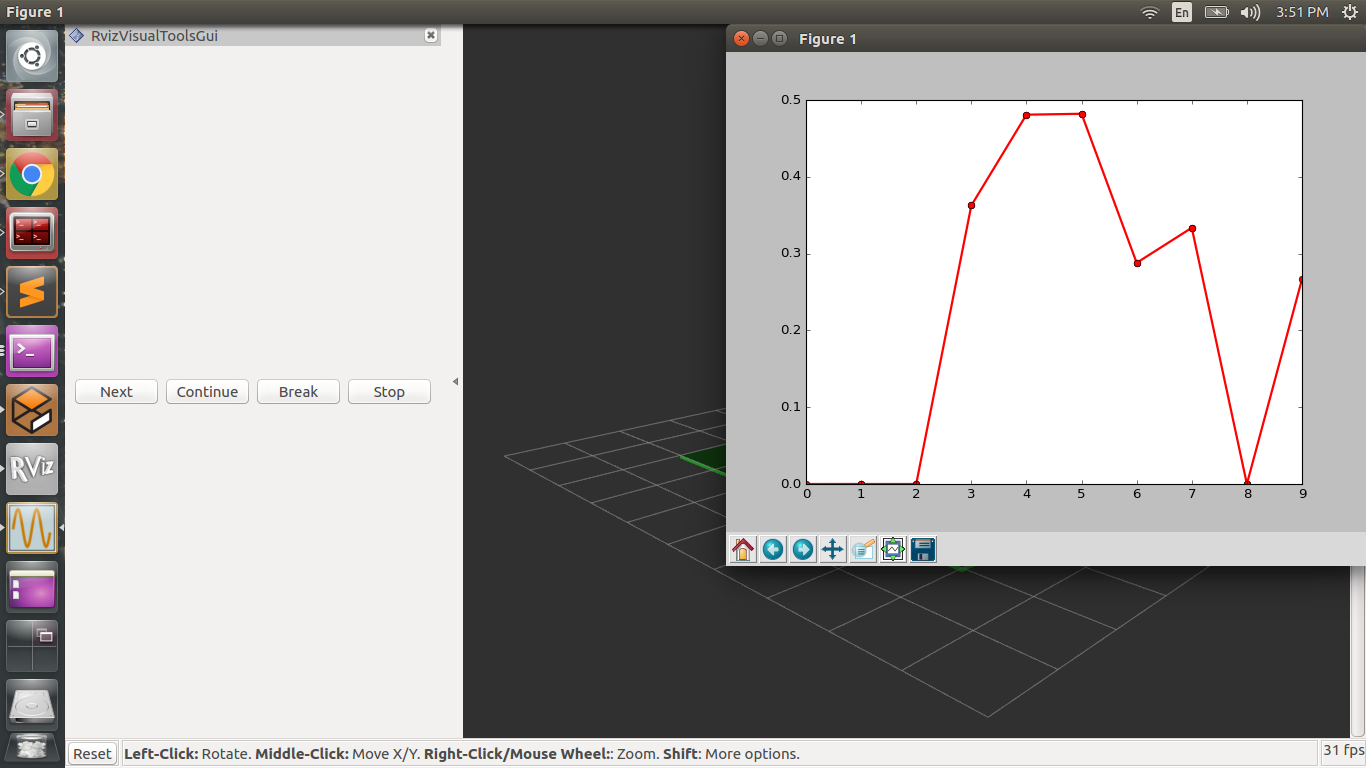 Figure 1
En
3:51 PM
RvizVisualToolsGui
Figure 1
0.5
0.4
0.3
0.2
0.1
0.0
0 1 2 3 4 5 6 7 8 9
Next Continue Break Stop
RViz
Reset Left-Click: Rotate. Middle-Click: Move X/Y. Right-Click/Mouse Wheel:: Zoom. Shift: More options. 31 fps